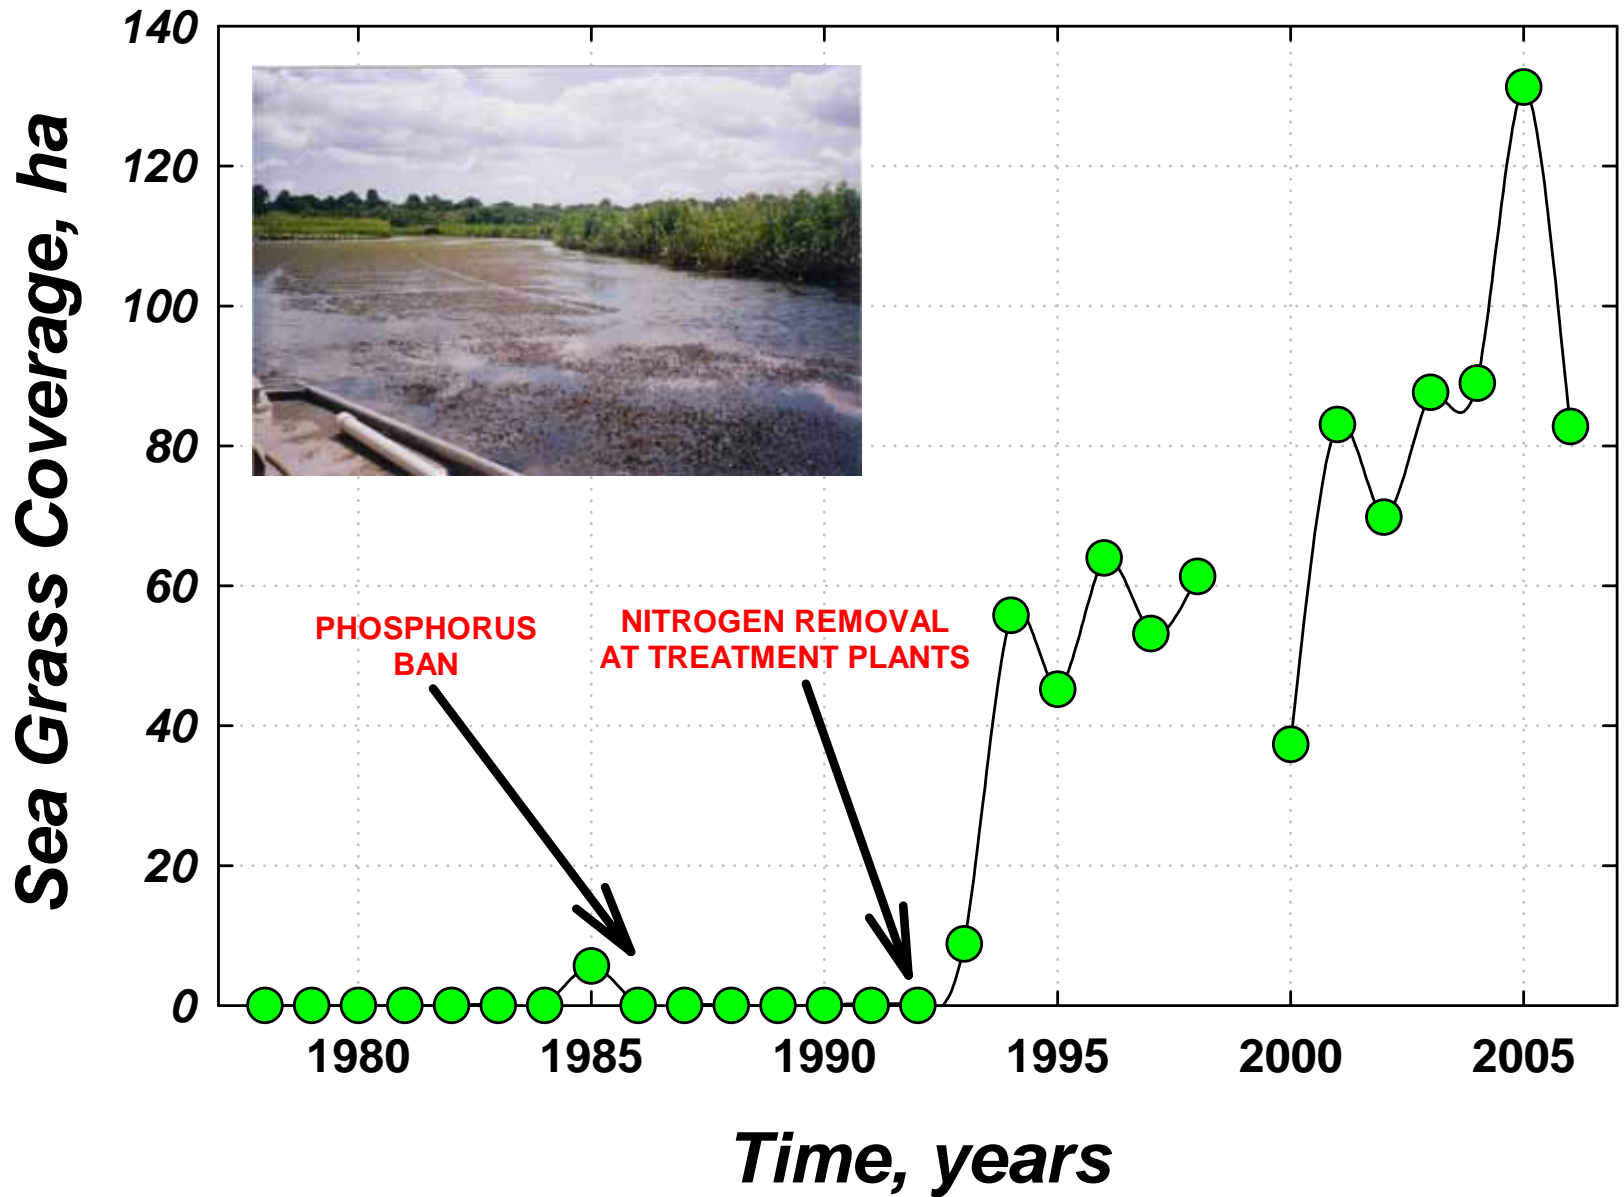 140
120
100
80
60
40
20
0
Sea Grass Coverage, ha
PHOSPHORUS
BAN
NITROGEN REMOVAL
AT TREATMENT PLANTS
1980 1985 1990 1995 2000 2005
Time, years